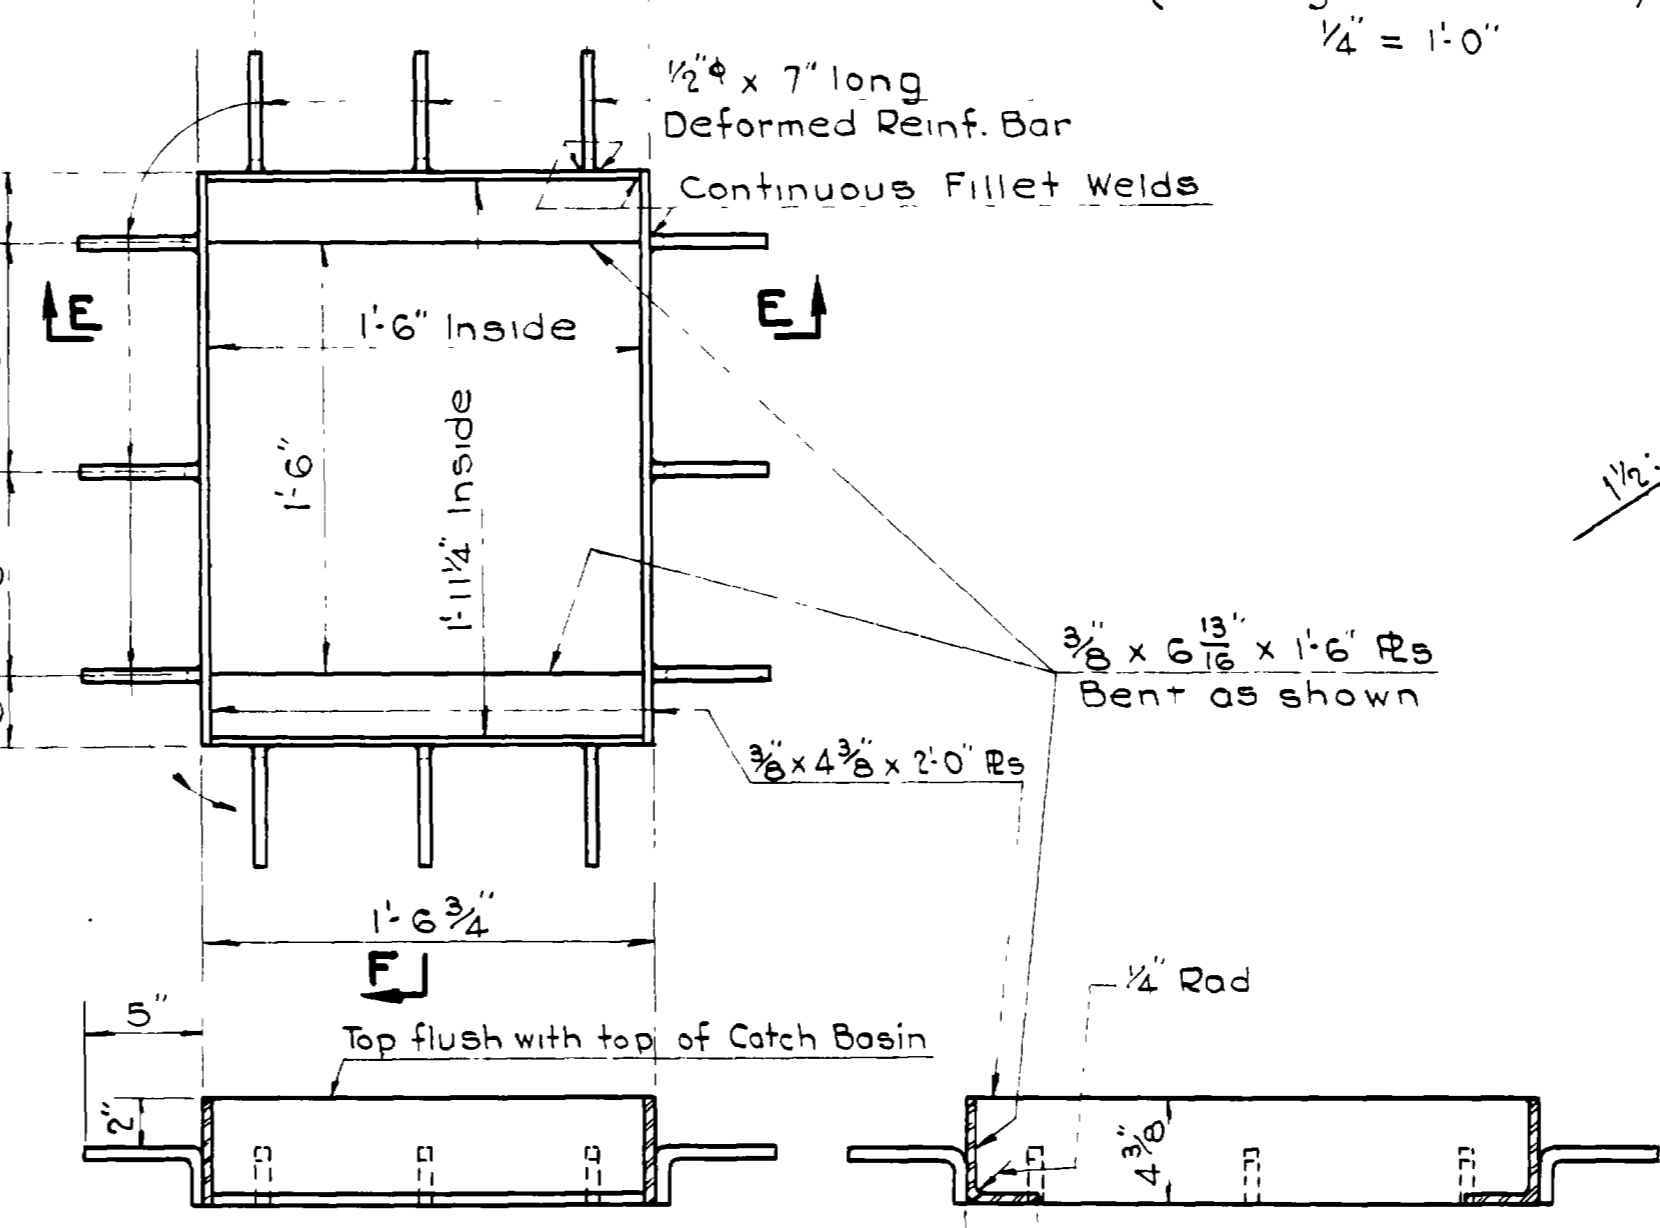 1/4" = 1'-0"
1/2"ϕ x 7" long
Deformed Reinf. Bar
Continuous Fillet Welds
E
E
1'-6" Inside
1'-6"
1'-11 1/4" Inside
1 1/2"
3/8" x 6 13/16" x 1'-6" PLs
Bent as shown
3/8" x 4 3/8" x 2'-0" PLs
1'-6 3/4"
F
1/4" Rad
5"
Top flush with top of Catch Basin
2"
4 3/8"